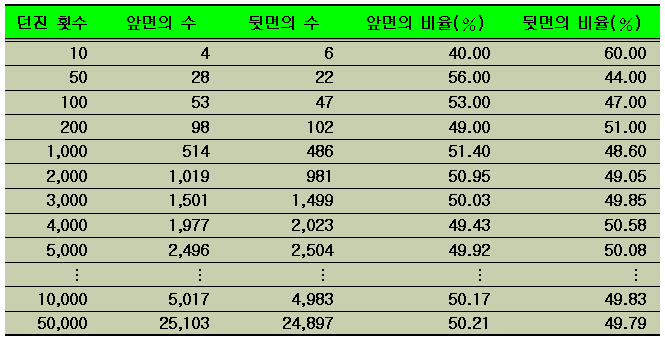 던진 횟수 앞면의 수 뒷면의 수 앞면의 비율(%) 뒷면의 비율(%)
10 4 6 40.00 60.00
50 28 22 56.00 44.00
100 53 47 53.00 47.00
200 98 102 49.00 51.00
1,000 514 486 51.40 48.60
2,000 1,019 981 50.95 49.05
3,000 1,501 1,499 50.03 49.85
4,000 1,977 2,023 49.43 50.58
5,000 2,496 2,504 49.92 50.08
⋮ ⋮ ⋮ ⋮ ⋮
10,000 5,017 4,983 50.17 49.83
50,000 25,103 24,897 50.21 49.79